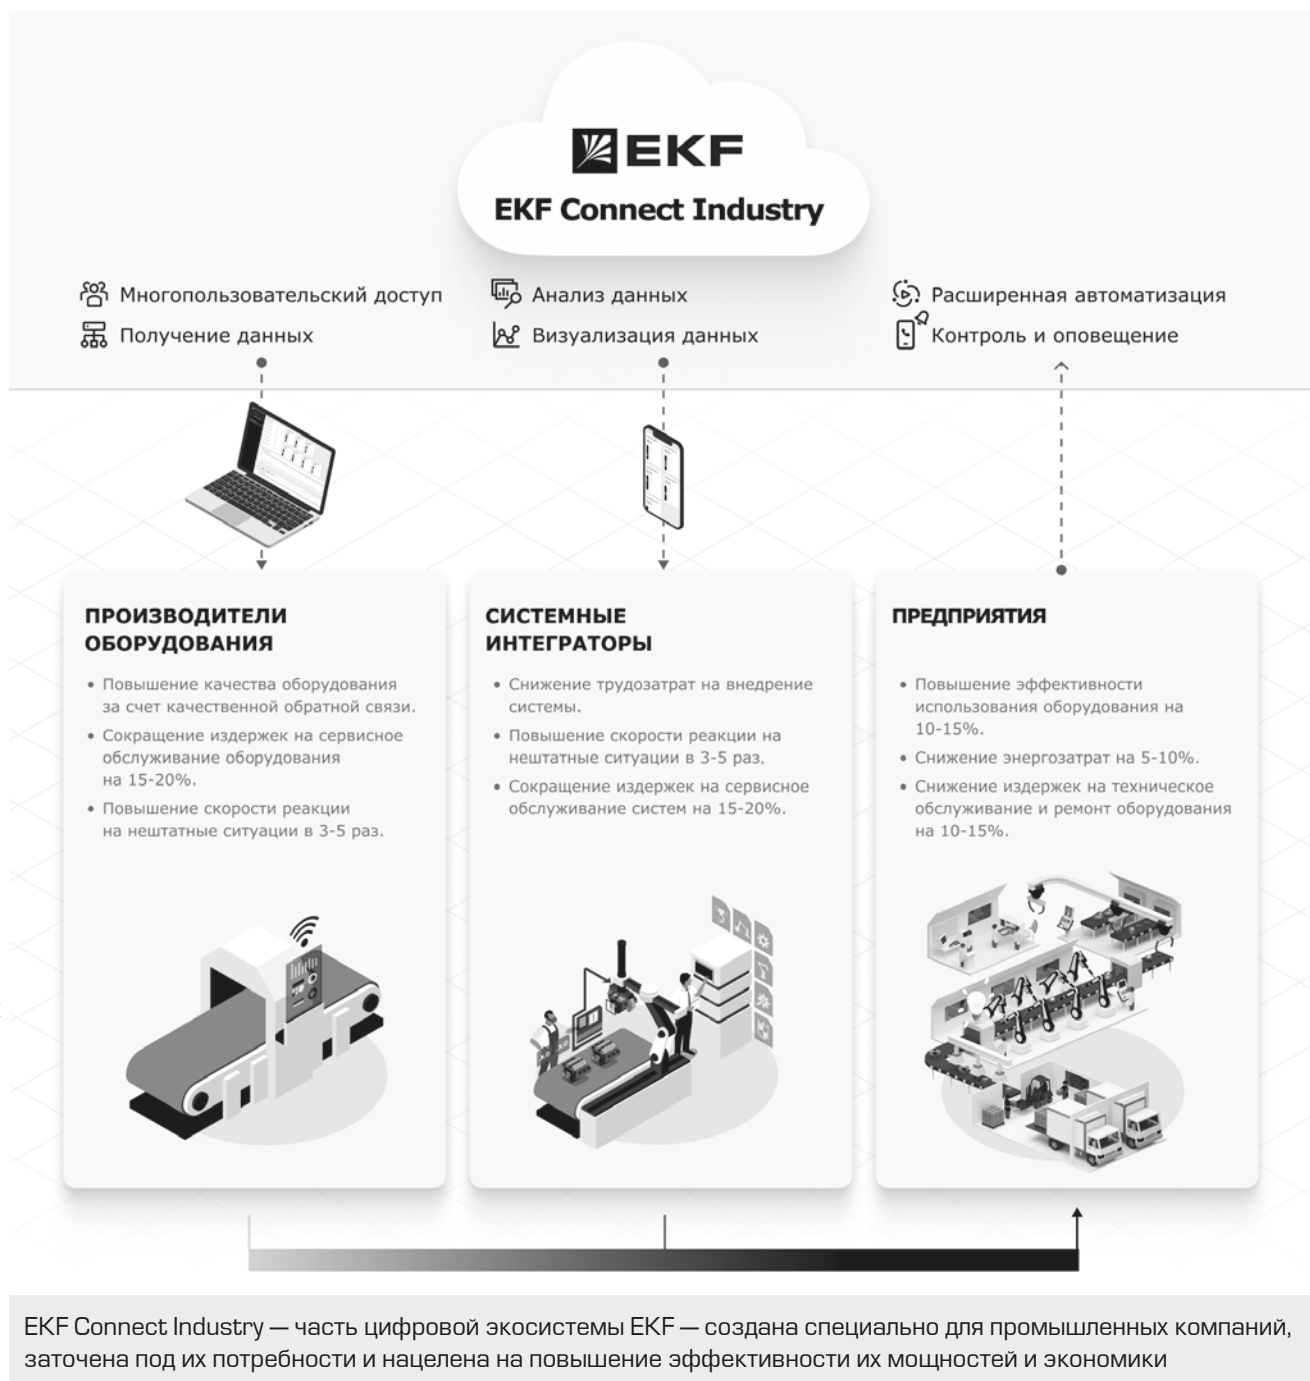 EKF
EKF Connect Industry
Многопользовательский доступ
Получение данных
Анализ данных
Визуализация данных
Расширенная автоматизация
Контроль и оповещение
ПРОИЗВОДИТЕЛИ
ОБОРУДОВАНИЯ
• Повышение качества оборудования
за счет качественной обратной связи.
• Сокращение издержек на сервисное
обслуживание оборудования
на 15-20%.
• Повышение скорости реакции
на нештатные ситуации в 3-5 раз.
СИСТЕМНЫЕ
ИНТЕГРАТОРЫ
• Снижение трудозатрат на внедрение
системы.
• Повышение скорости реакции на
нештатные ситуации в 3-5 раз.
• Сокращение издержек на сервисное
обслуживание систем на 15-20%.
ПРЕДПРИЯТИЯ
• Повышение эффективности
использования оборудования на
10-15%.
• Снижение энергозатрат на 5-10%.
• Снижение издержек на техническое
обслуживание и ремонт оборудования
на 10-15%.
EKF Connect Industry — часть цифровой экосистемы EKF — создана специально для промышленных компаний,
заточена под их потребности и нацелена на повышение эффективности их мощностей и экономики